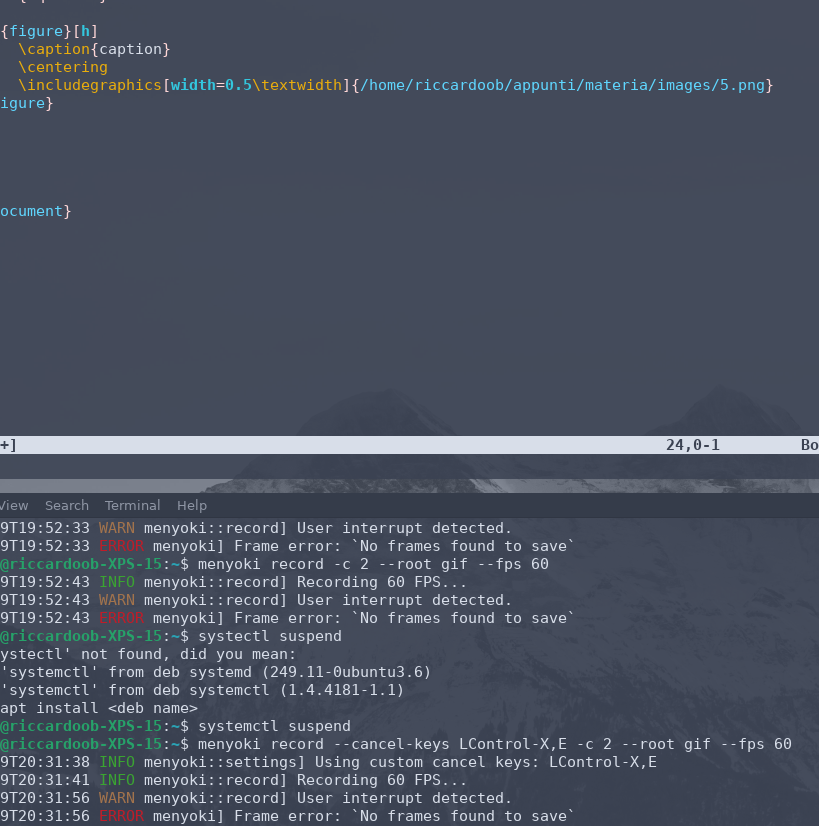 {figure}[h]
\caption{caption}
\centering
\includegraphics[width=0.5\textwidth]{/home/riccardoob/appunti/materia/images/5.png}
igure}
ocument}
+] 24,0-1 Bo
View Search Terminal Help
9T19:52:33 WARN menyoki::record] User interrupt detected.
9T19:52:33 ERROR menyoki] Frame error: `No frames found to save`
@riccardoob-XPS-15:~$ menyoki record -c 2 --root gif --fps 60
9T19:52:43 INFO menyoki::record] Recording 60 FPS...
9T19:52:43 WARN menyoki::record] User interrupt detected.
9T19:52:43 ERROR menyoki] Frame error: `No frames found to save`
@riccardoob-XPS-15:~$ systectl suspend
ystectl' not found, did you mean:
'systemctl' from deb systemd (249.11-0ubuntu3.6)
'systemctl' from deb systemctl (1.4.4181-1.1)
apt install <deb name>
@riccardoob-XPS-15:~$ systemctl suspend
@riccardoob-XPS-15:~$ menyoki record --cancel-keys LControl-X,E -c 2 --root gif --fps 60
9T20:31:38 INFO menyoki::settings] Using custom cancel keys: LControl-X,E
9T20:31:41 INFO menyoki::record] Recording 60 FPS...
9T20:31:56 WARN menyoki::record] User interrupt detected.
9T20:31:56 ERROR menyoki] Frame error: `No frames found to save`